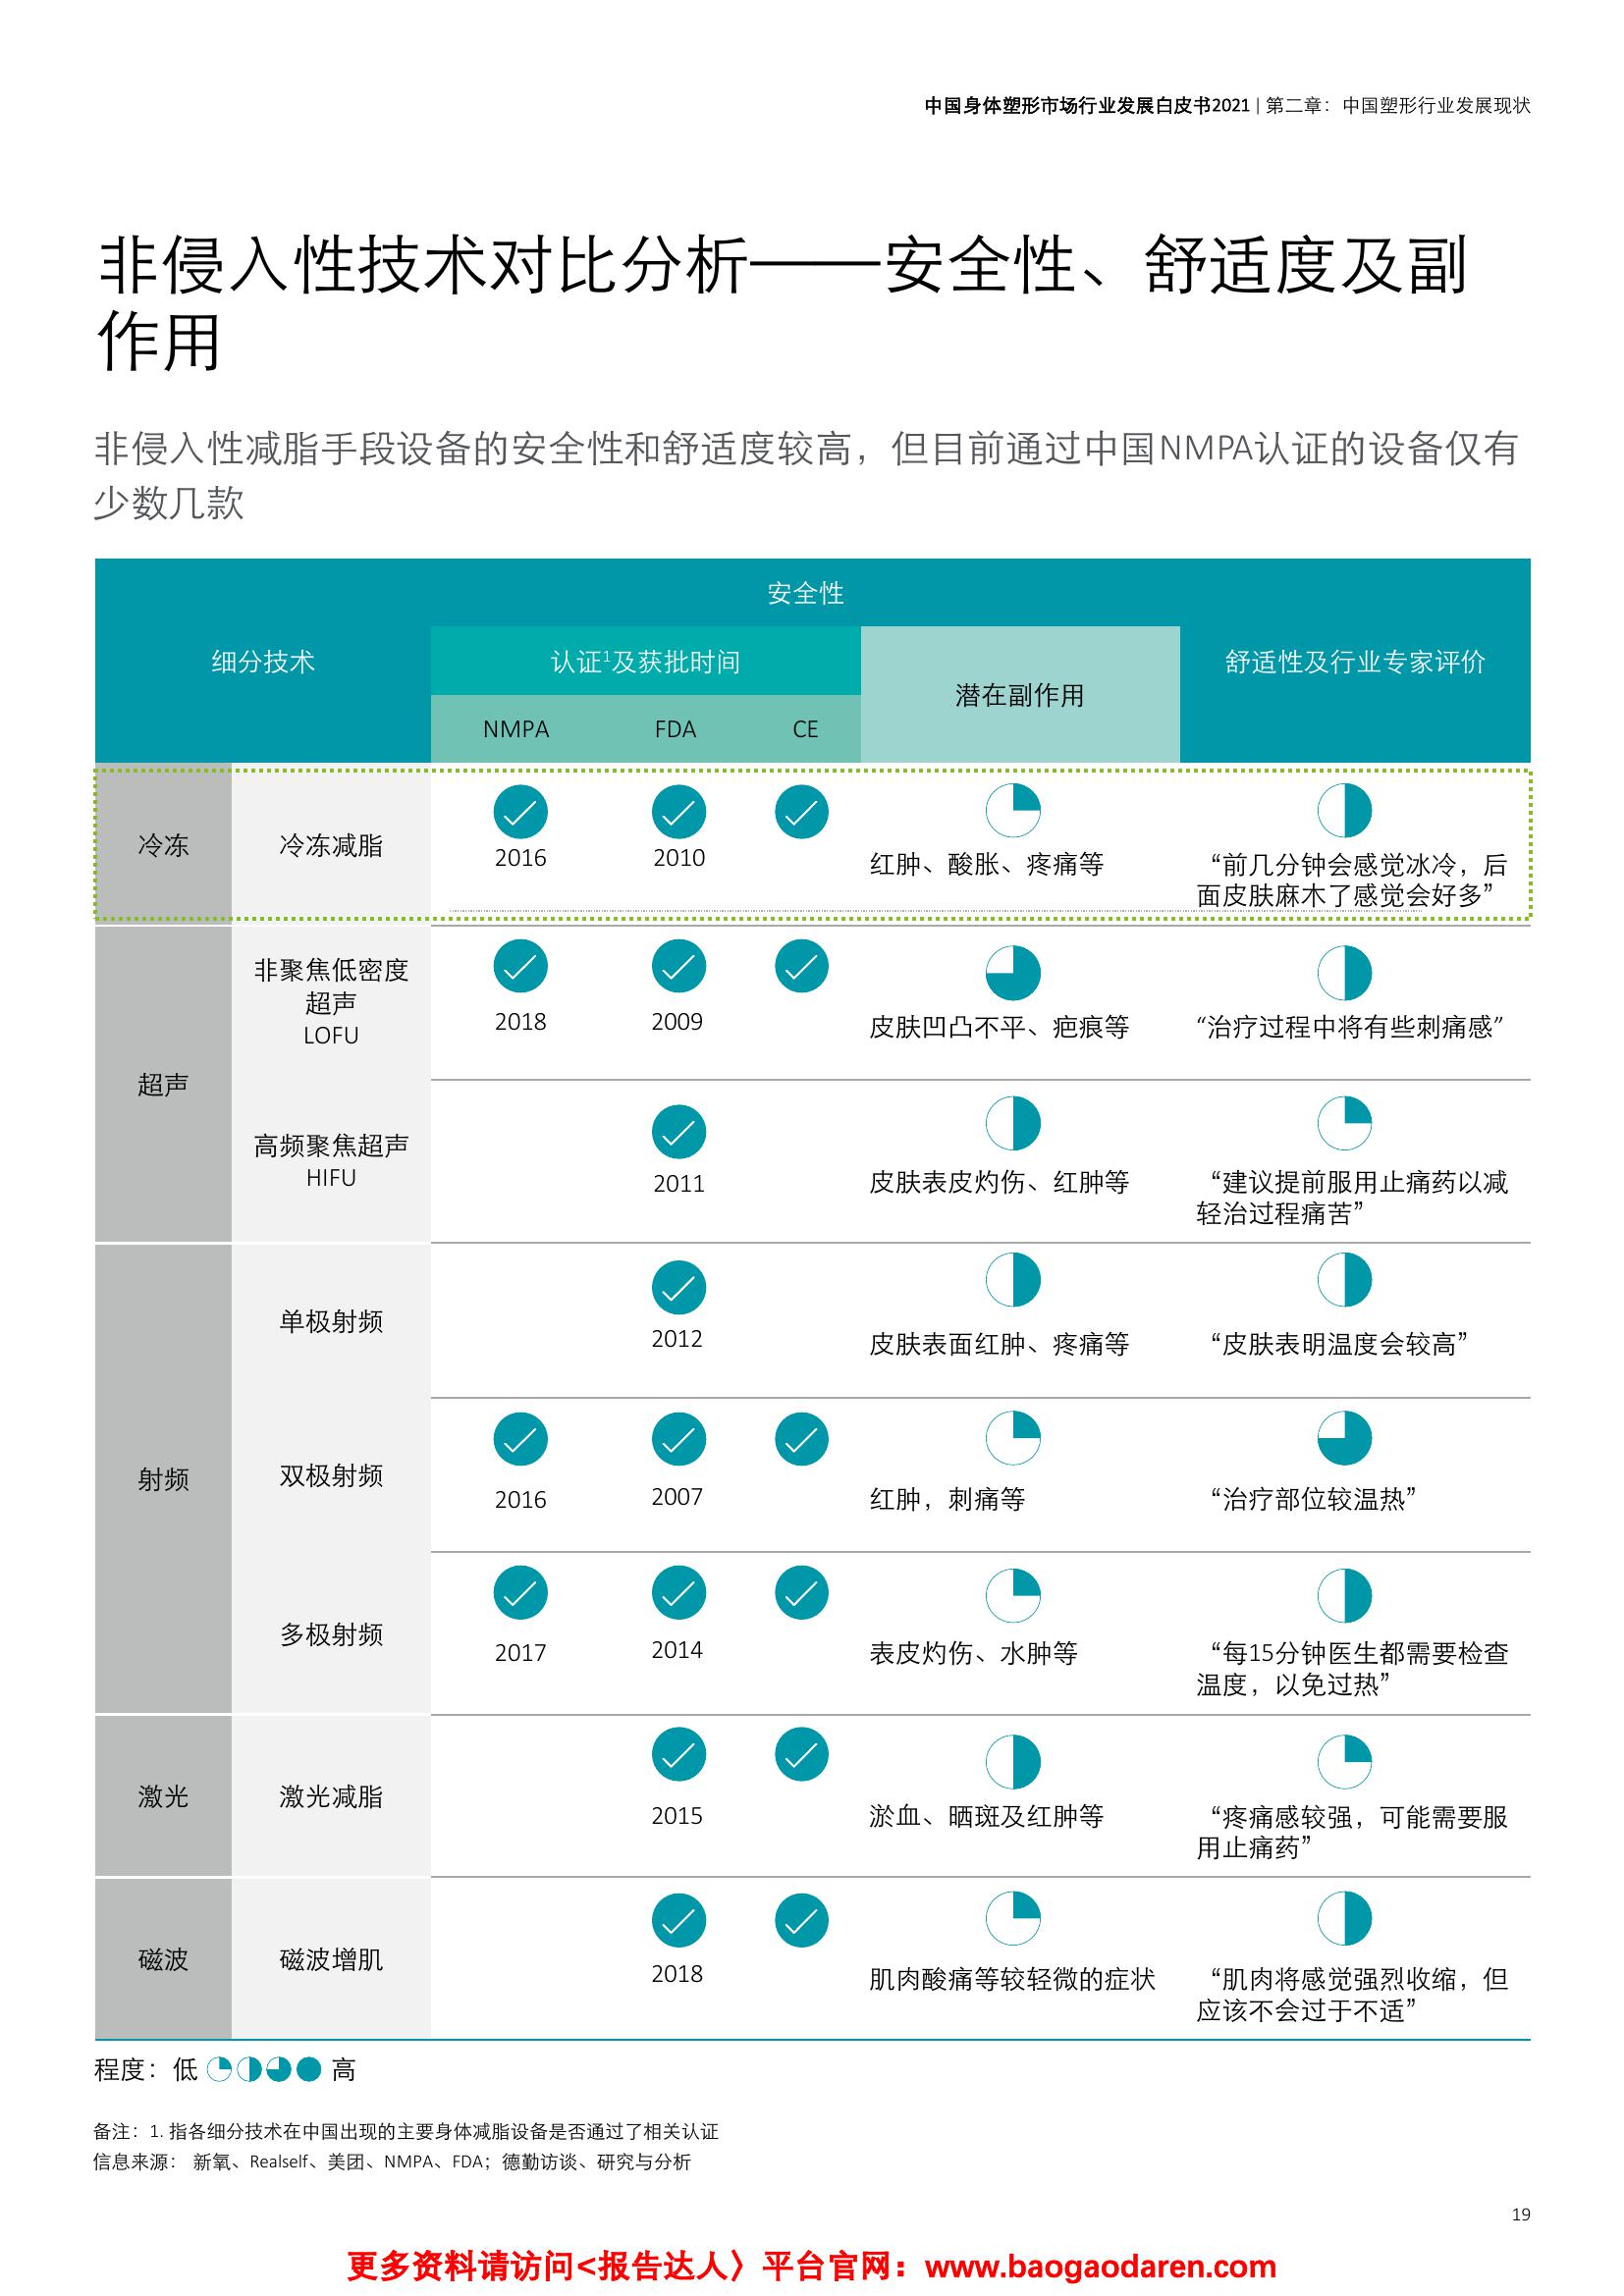 中国身体塑形市场行业发展白皮书2021 | 第二章：中国塑形行业发展现状
非侵入性技术对比分析——安全性、舒适度及副
作用
非侵入性减脂手段设备的安全性和舒适度较高，但目前通过中国NMPA认证的设备仅有
少数几款
安全性
细分技术
认证1及获批时间
潜在副作用
舒适性及行业专家评价
NMPA FDA CE
冷冻
冷冻减脂
2016 2010
红肿、酸胀、疼痛等
“前几分钟会感觉冰冷，后
面皮肤麻木了感觉会好多”
超声
非聚焦低密度
超声
LOFU
2018 2009
皮肤凹凸不平、疤痕等
“治疗过程中将有些刺痛感”
高频聚焦超声
HIFU
2011
皮肤表皮灼伤、红肿等
“建议提前服用止痛药以减
轻治过程痛苦”
射频
单极射频
2012
皮肤表面红肿、疼痛等
“皮肤表明温度会较高”
双极射频
2016 2007
红肿，刺痛等
“治疗部位较温热”
多极射频
2017 2014
表皮灼伤、水肿等
“每15分钟医生都需要检查
温度，以免过热”
激光
激光减脂
2015
淤血、晒斑及红肿等
“疼痛感较强，可能需要服
用止痛药”
磁波
磁波增肌
2018
肌肉酸痛等较轻微的症状
“肌肉将感觉强烈收缩，但
应该不会过于不适”
程度：低 高
备注：1. 指各细分技术在中国出现的主要身体减脂设备是否通过了相关认证
信息来源： 新氧、Realself、美团、NMPA、FDA；德勤访谈、研究与分析
19
更多资料请访问<报告达人〉平台官网：www.baogaodaren.com